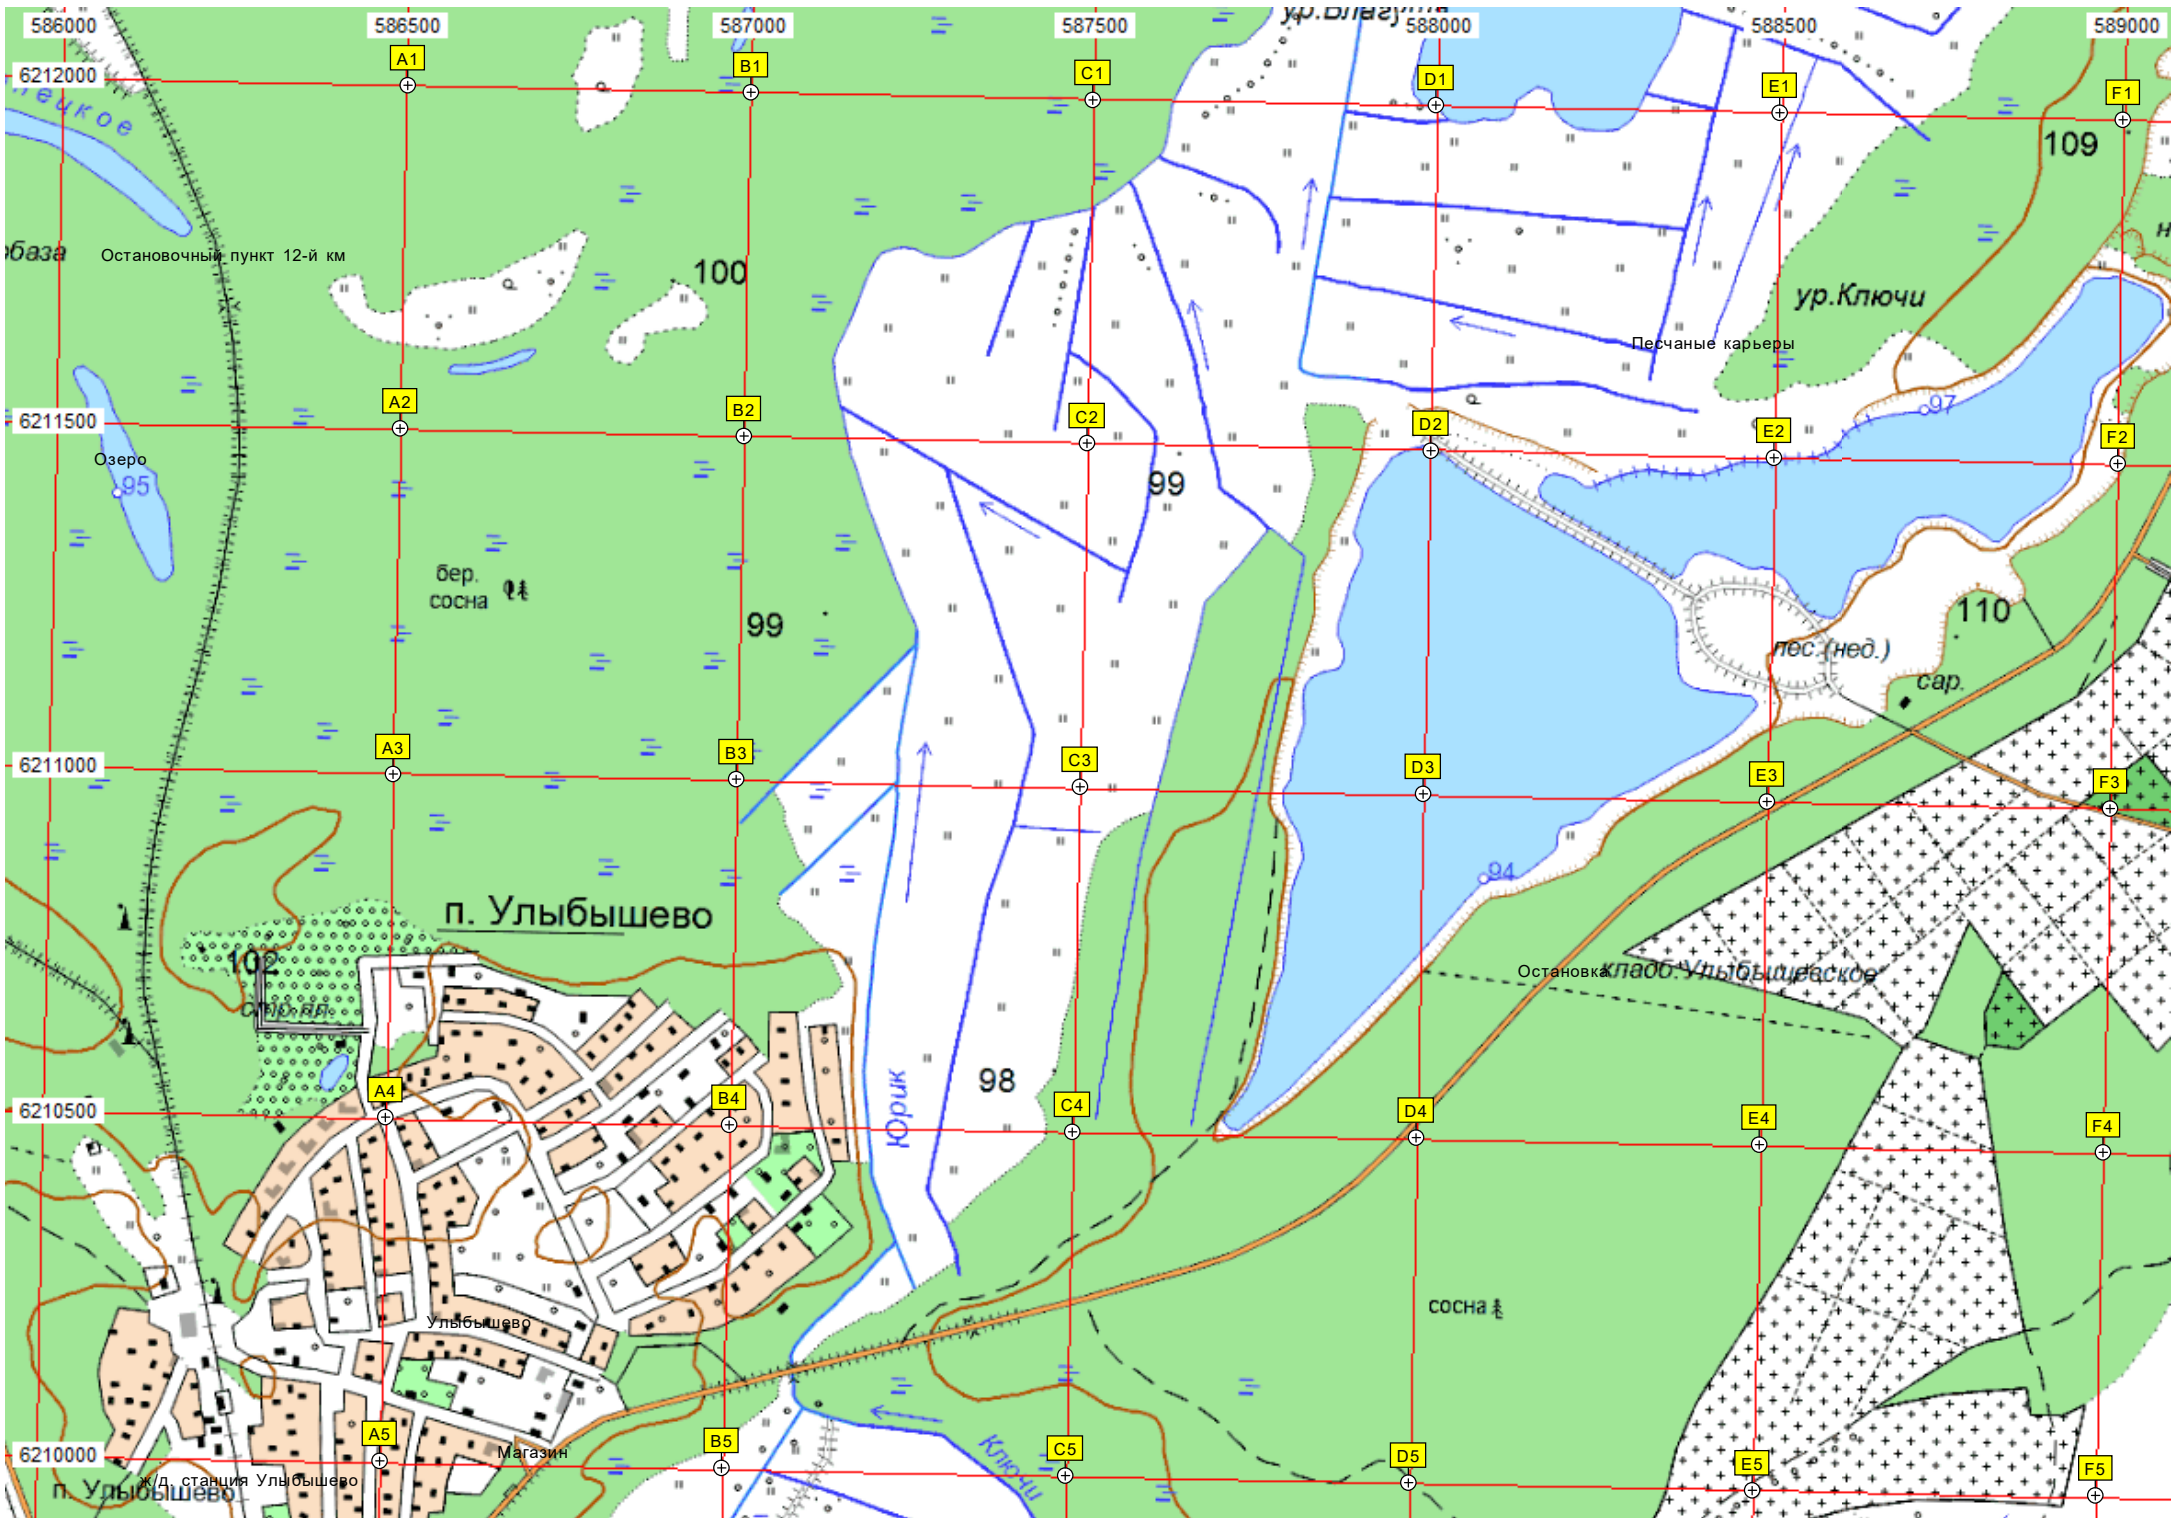 586000 586500 587000 587500 588000 588500 589000
A1 B1 C1 D1 E1 F1
6212000
109
Остановочный пункт 12-й км
100
ур.Ключи
Песчаные карьеры
A2 B2 C2 D2 E2 F2
6211500
97
Озеро
95
99
бер.
сосна
99
110
пес.(нед.)
сар.
A3 B3 C3 D3 E3 F3
6211000
94
п. Улыбышево
102
Остановка
кладб.Улыбышевское
стр.пл.
98
Юрик
A4 B4 C4 D4 E4 F4
6210500
сосна
Улыбышево
A5 B5 C5 D5 E5 F5
6210000
Магазин
Ключи
ж/д. станция Улыбышево
п. Улыбышево